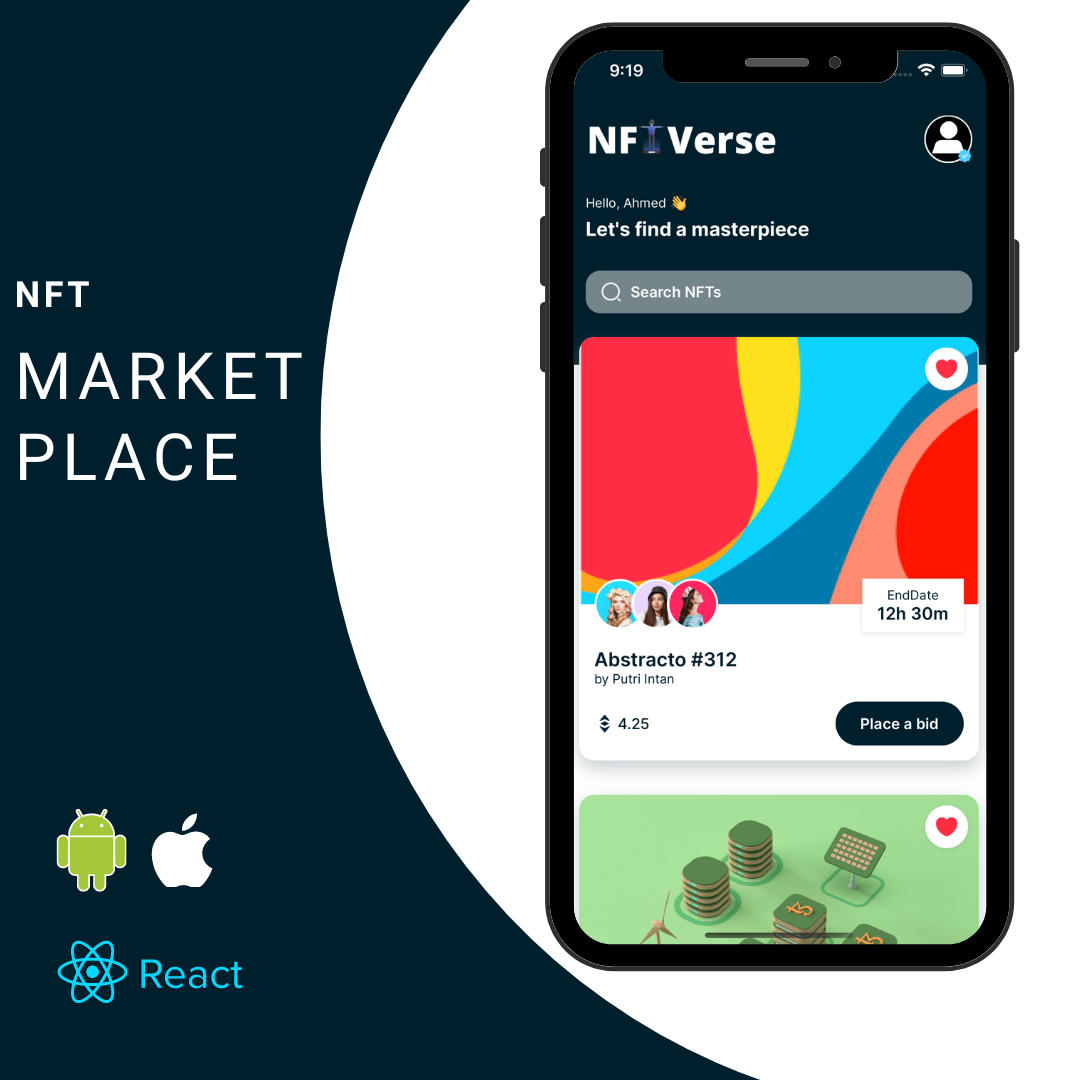 NFT
MARKET
PLACE
React
9:19
NFTVerse
Hello, Ahmed 👋
Let's find a masterpiece
Search NFTs
EndDate
12h 30m
Abstracto #312
by Putri Intan
4.25
Place a bid